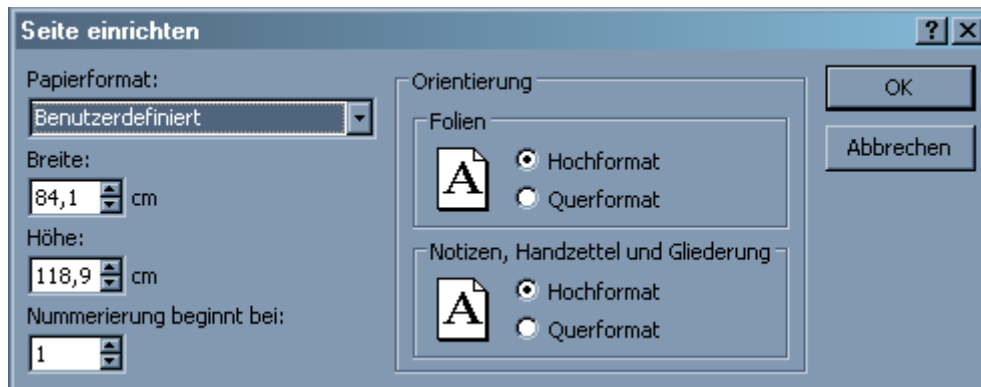 Seite einrichten
Papierformat:
Benutzerdefiniert
Breite:
84,1 cm
Höhe:
118,9 cm
Nummerierung beginnt bei:
1
Orientierung
Folien
A
Hochformat
Querformat
Notizen, Handzettel und Gliederung
A
Hochformat
Querformat
OK
Abbrechen